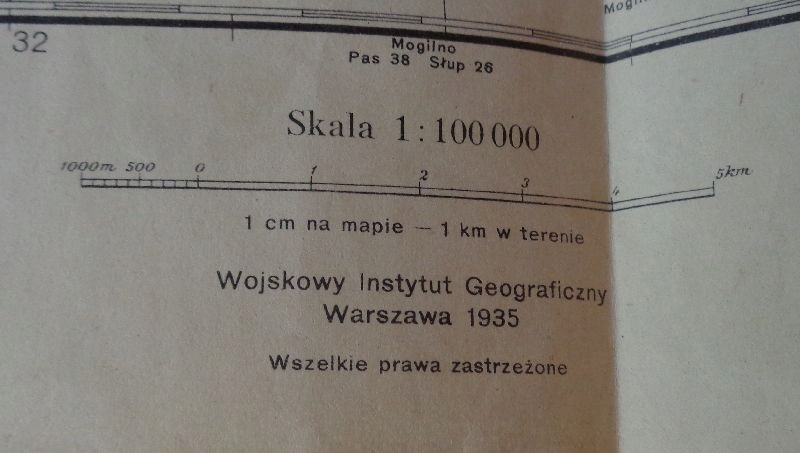 Mogil
32
Mogilno
Pas 38 Słup 26
Skala 1:100 000
1000m 500 0 1 2 3 4 5km
1 cm na mapie — 1 km w terenie
Wojskowy Instytut Geograficzny
Warszawa 1935
Wszelkie prawa zastrzeżone